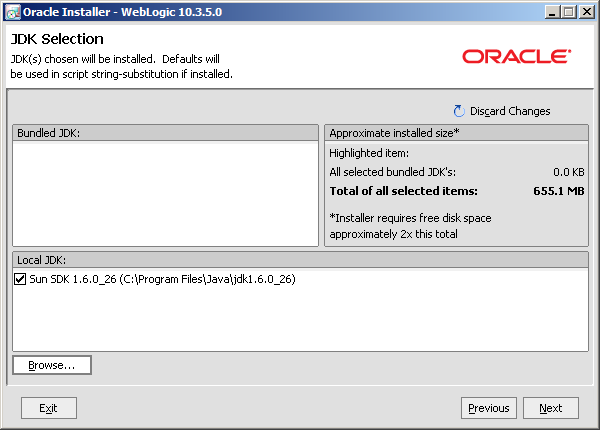 Oracle Installer - WebLogic 10.3.5.0
JDK Selection
JDK(s) chosen will be installed. Defaults will
be used in script string-substitution if installed.
ORACLE®
Discard Changes
Bundled JDK:
Approximate installed size*
Highlighted item:
All selected bundled JDK's: 0.0 KB
Total of all selected items: 655.1 MB
*Installer requires free disk space
approximately 2x this total
Local JDK:
Sun SDK 1.6.0_26 (C:\Program Files\Java\jdk1.6.0_26)
Browse...
Exit
Previous
Next